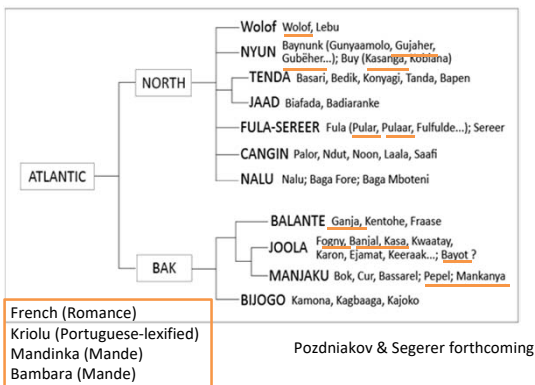 Wolof Wolof, Lebu
NYUN Baynunk (Gunyaamolo, Gujaher,
Gubëher...); Buy (Kasanga, Kobiana)
NORTH
TENDA Basari, Bedik, Konyagi, Tanda, Bapen
JAAD Biafada, Badiaranke
FULA-SEREER Fula (Pular, Pulaar, Fulfulde...); Sereer
CANGIN Palor, Ndut, Noon, Laala, Saafi
ATLANTIC
NALU Nalu; Baga Fore; Baga Mboteni
BALANTE Ganja, Kentohe, Fraase
JOOLA Fogny, Banjal, Kasa, Kwaatay,
Karon, Ejamat, Keeraak...; Bayot ?
BAK
MANJAKU Bok, Cur, Bassarel; Pepel; Mankanya
BIJOGO Kamona, Kagbaaga, Kajoko
French (Romance)
Kriolu (Portuguese-lexified)
Mandinka (Mande)
Bambara (Mande)
Pozdniakov & Segerer forthcoming